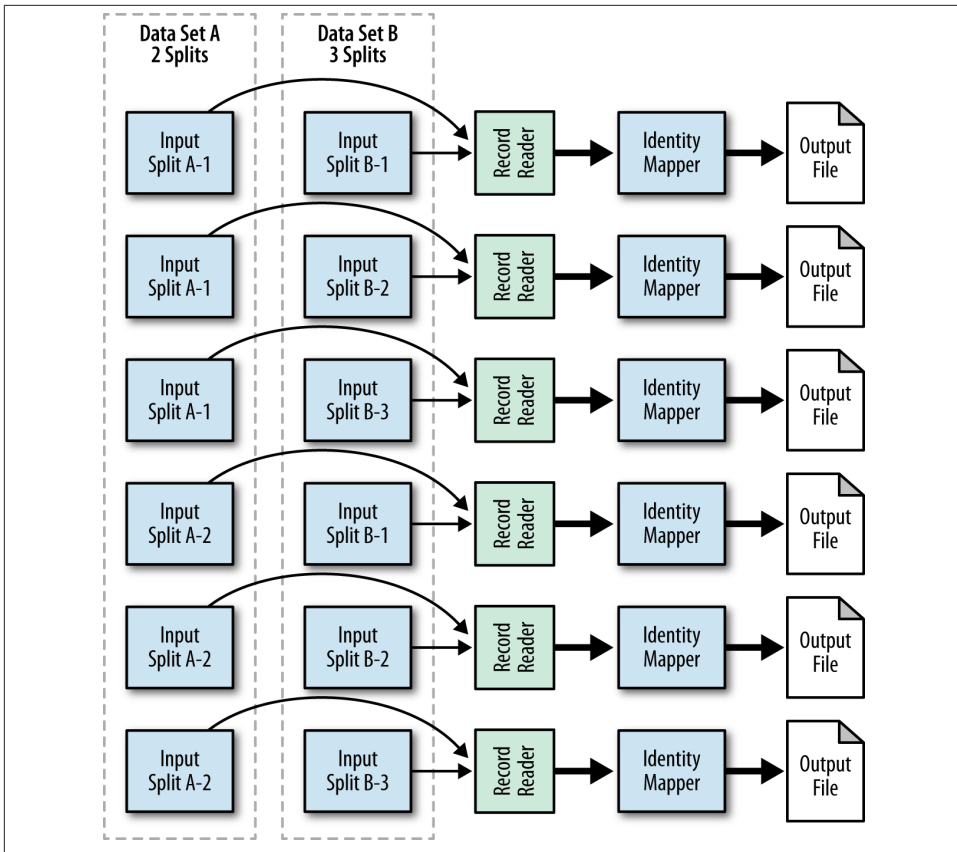 Data Set A
2 Splits
Data Set B
3 Splits
Input
Split A-1
Input
Split B-1
Record
Reader
Identity
Mapper
Output
File
Input
Split A-1
Input
Split B-2
Record
Reader
Identity
Mapper
Output
File
Input
Split A-1
Input
Split B-3
Record
Reader
Identity
Mapper
Output
File
Input
Split A-2
Input
Split B-1
Record
Reader
Identity
Mapper
Output
File
Input
Split A-2
Input
Split B-2
Record
Reader
Identity
Mapper
Output
File
Input
Split A-2
Input
Split B-3
Record
Reader
Identity
Mapper
Output
File